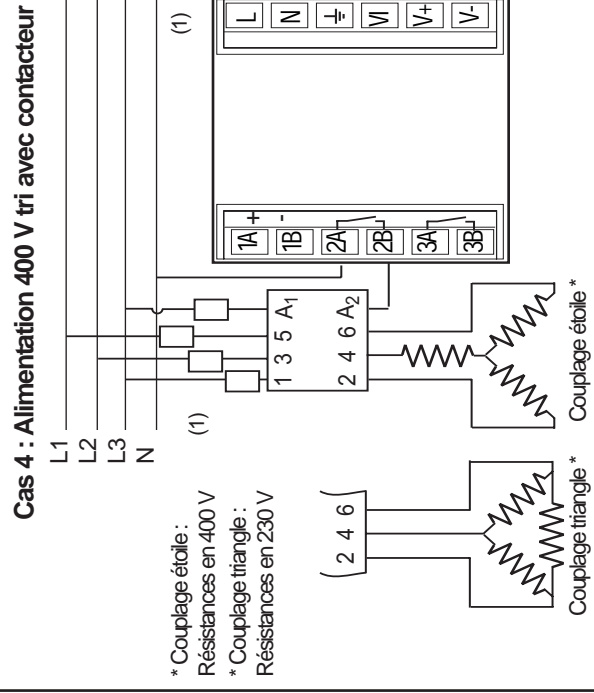 Cas 4 : Alimentation 400 V tri avec contacteur
L1
L2
L3
N
(1)
(1)
L
N
VI
V+
V-
1A +
1B -
2A
2B
3A
3B
1 3 5 A1
2 4 6 A2
* Couplage étoile :
Résistances en 400 V
* Couplage triangle :
Résistances en 230 V
2 4 6
Couplage triangle *
Couplage étoile *